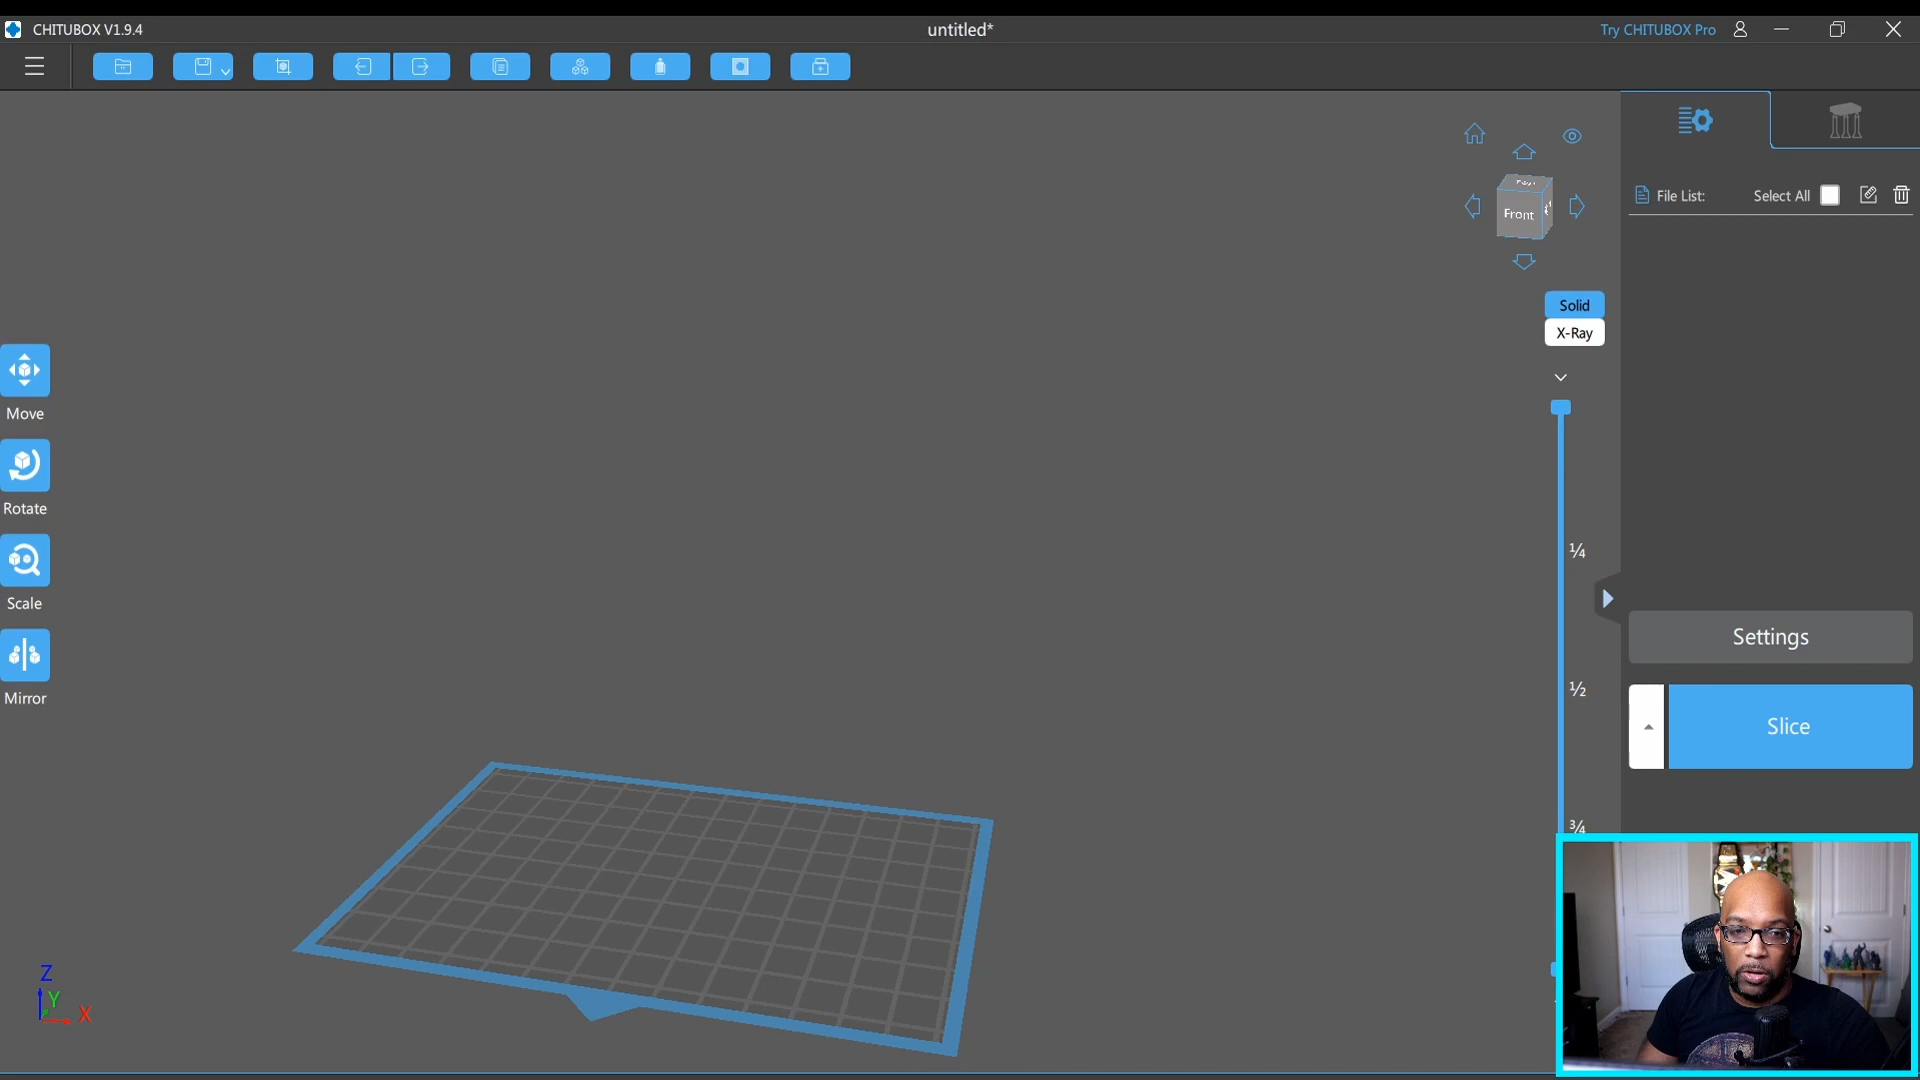 CHITUBOX V1.9.4
untitled*
Try CHITUBOX Pro
File List:
Select All
Front
Solid
X-Ray
Move
Rotate
Scale
Mirror
¼
½
¾
Settings
Slice
Z
Y
X